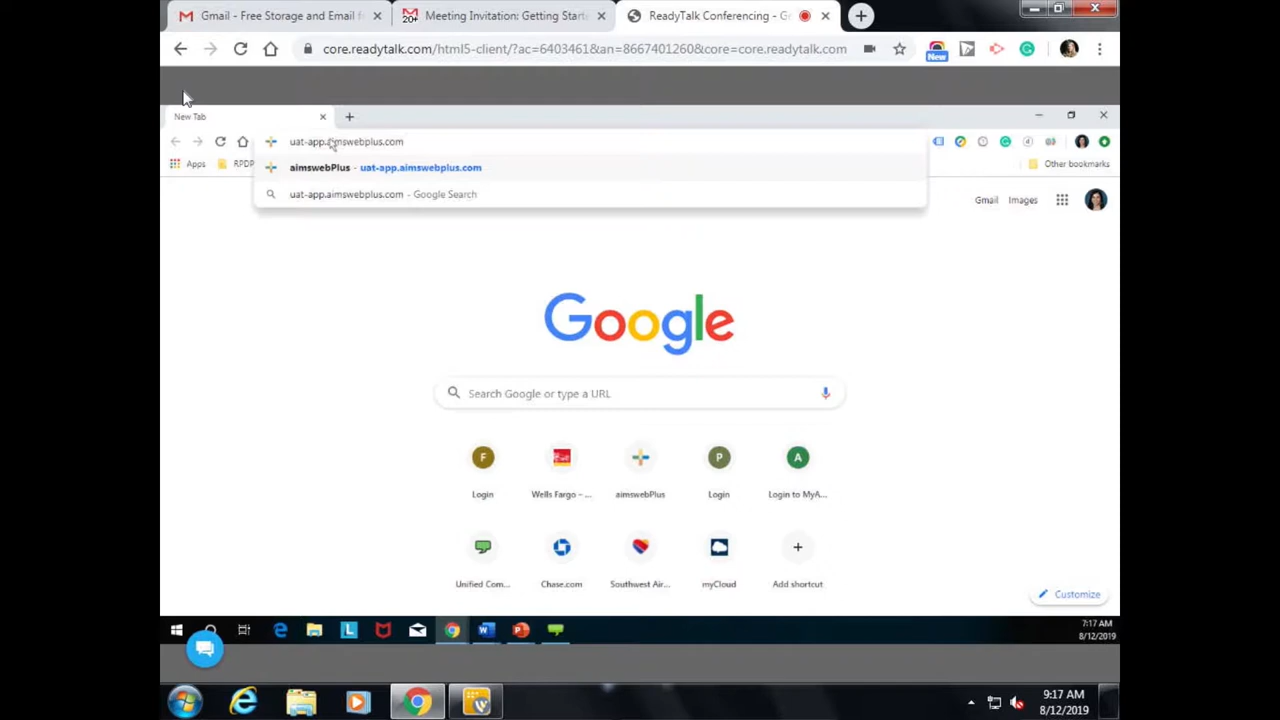 Gmail - Free Storage and Email f
Meeting Invitation: Getting Starte
ReadyTalk Conferencing - G
core.readytalk.com/html5-client/?ac=6403461&an=8667401260&core=core.readytalk.com
New
New Tab
uat-app.aimswebplus.com
Apps
RPDP
Other bookmarks
aimswebPlus - uat-app.aimswebplus.com
uat-app.aimswebplus.com - Google Search
Gmail Images
Google
Search Google or type a URL
F P A
Login Wells Fargo – ... aimswebPlus Login Login to MyA...
Unified Com... Chase.com Southwest Air... myCloud Add shortcut
Customize
7:17 AM
8/12/2019
9:17 AM
8/12/2019